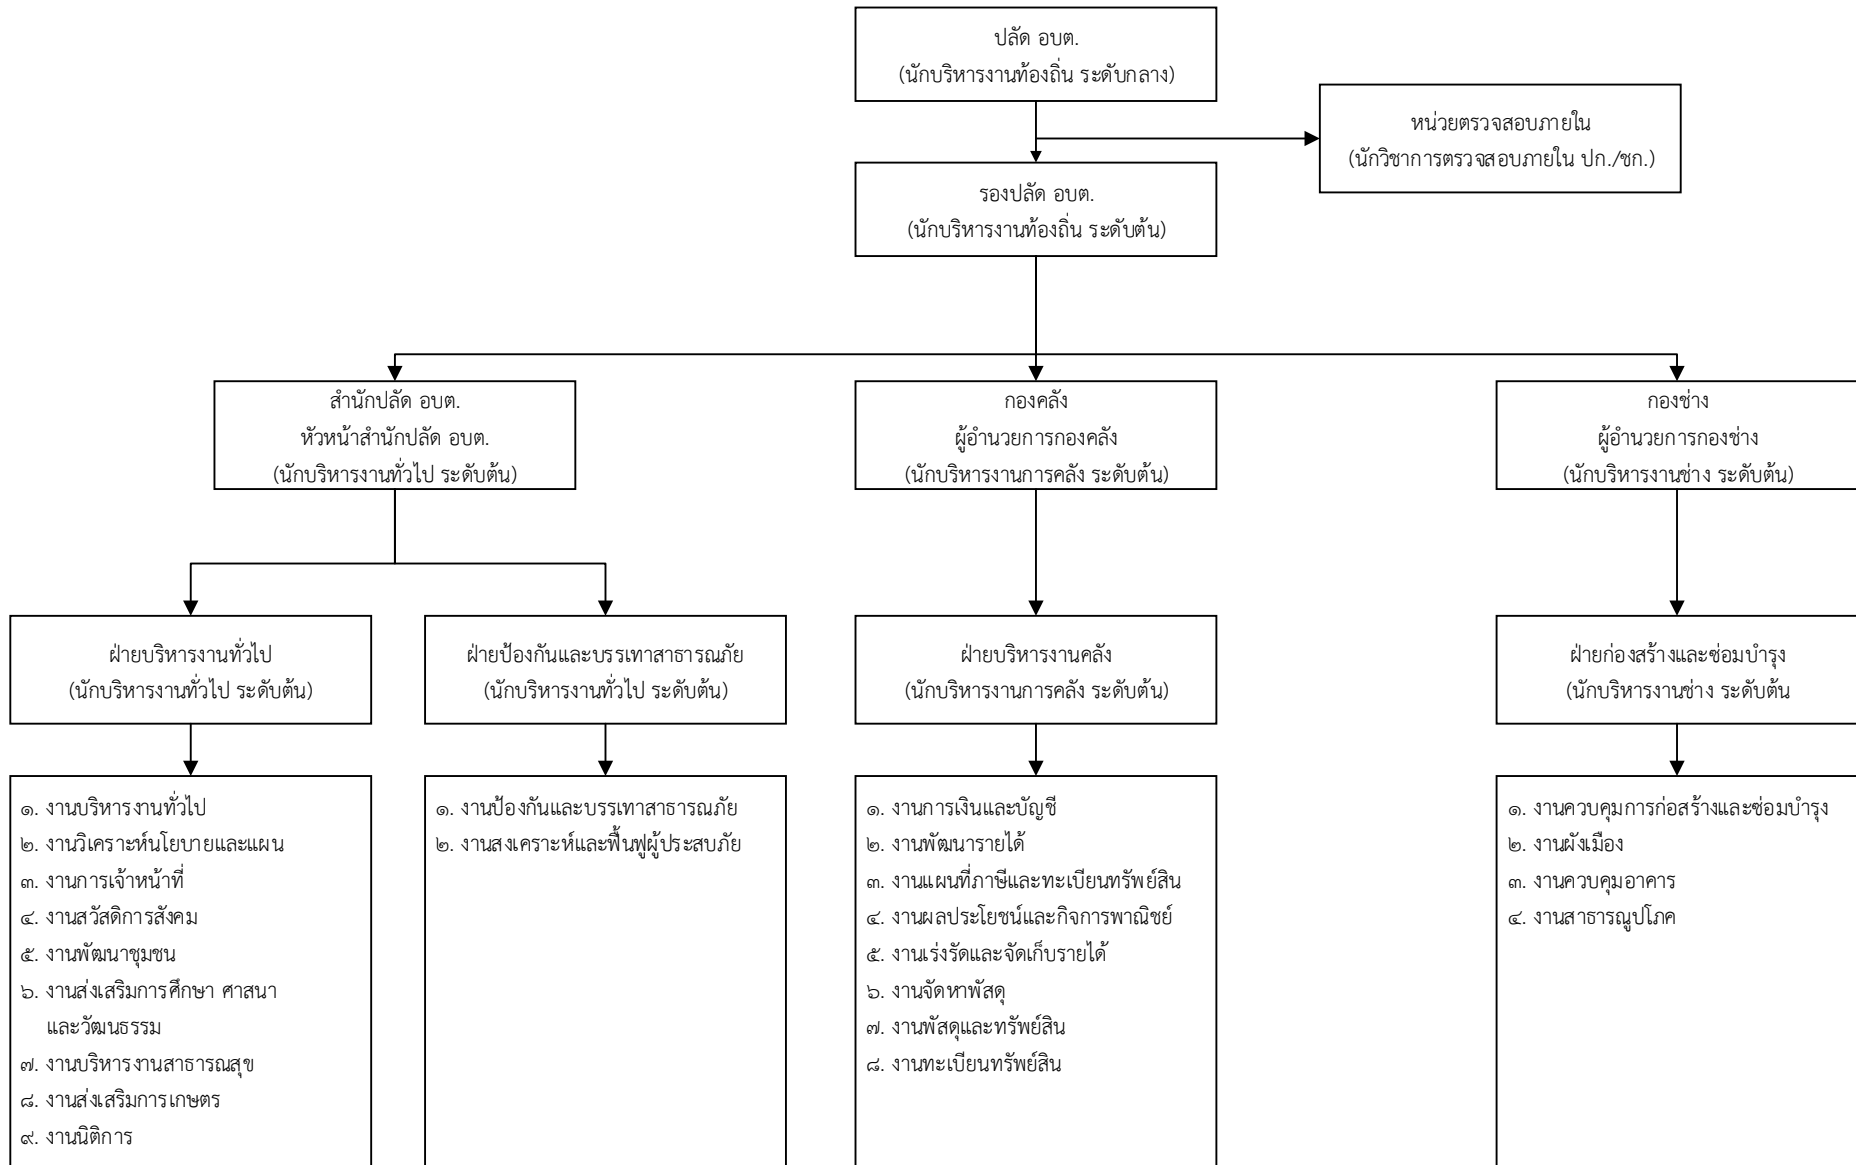 ปลัด อบต.
(นักบริหารงานท้องถิ่น ระดับกลาง)
หน่วยตรวจสอบภายใน
(นักวิชาการตรวจสอบภายใน ปก./ชก.)
รองปลัด อบต.
(นักบริหารงานท้องถิ่น ระดับต้น)
สำนักปลัด อบต.
หัวหน้าสำนักปลัด อบต.
(นักบริหารงานทั่วไป ระดับต้น)
กองคลัง
ผู้อำนวยการกองคลัง
(นักบริหารงานการคลัง ระดับต้น)
กองช่าง
ผู้อำนวยการกองช่าง
(นักบริหารงานช่าง ระดับต้น)
ฝ่ายบริหารงานทั่วไป
(นักบริหารงานทั่วไป ระดับต้น)
ฝ่ายป้องกันและบรรเทาสาธารณภัย
(นักบริหารงานทั่วไป ระดับต้น)
ฝ่ายบริหารงานคลัง
(นักบริหารงานการคลัง ระดับต้น)
ฝ่ายก่องสร้างและซ่อมบำรุง
(นักบริหารงานช่าง ระดับต้น
๑. งานบริหารงานทั่วไป
๒. งานวิเคราะห์นโยบายและแผน
๓. งานการเจ้าหน้าที่
๔. งานสวัสดิการสังคม
๕. งานพัฒนาชุมชน
๖. งานส่งเสริมการศึกษา ศาสนา
และวัฒนธรรม
๗. งานบริหารงานสาธารณสุข
๘. งานส่งเสริมการเกษตร
๙. งานนิติการ
๑. งานป้องกันและบรรเทาสาธารณภัย
๒. งานสงเคราะห์และฟื้นฟูผู้ประสบภัย
๑. งานการเงินและบัญชี
๒. งานพัฒนารายได้
๓. งานแผนที่ภาษีและทะเบียนทรัพย์สิน
๔. งานผลประโยชน์และกิจการพาณิชย์
๕. งานเร่งรัดและจัดเก็บรายได้
๖. งานจัดหาพัสดุ
๗. งานพัสดุและทรัพย์สิน
๘. งานทะเบียนทรัพย์สิน
๑. งานควบคุมการก่อสร้างและซ่อมบำรุง
๒. งานผังเมือง
๓. งานควบคุมอาคาร
๔. งานสาธารณูปโภค